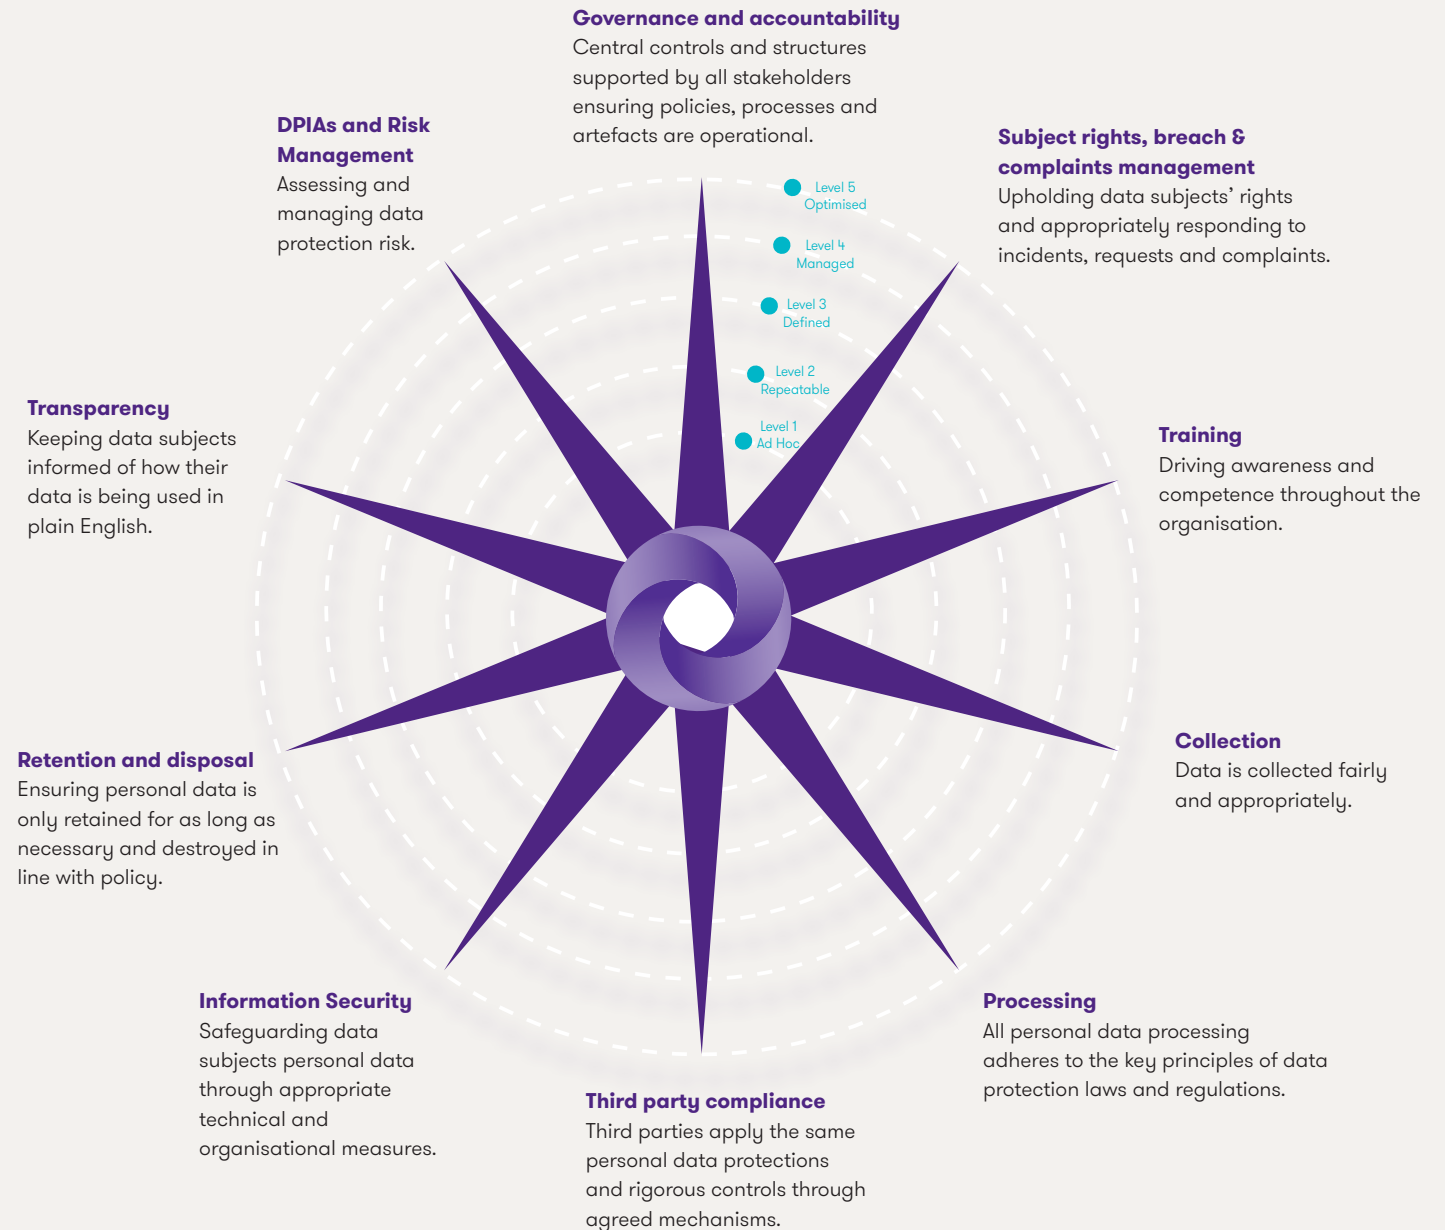 Governance and accountability
Central controls and structures
supported by all stakeholders
ensuring policies, processes and
artefacts are operational.
DPIAs and Risk
Management
Assessing and
managing data
protection risk.
Subject rights, breach &
complaints management
Upholding data subjects’ rights
and appropriately responding to
incidents, requests and complaints.
Level 5
Optimised
Level 4
Managed
Level 3
Defined
Level 2
Repeatable
Level 1
Ad Hoc
Transparency
Keeping data subjects
informed of how their
data is being used in
plain English.
Training
Driving awareness and
competence throughout the
organisation.
Retention and disposal
Ensuring personal data is
only retained for as long as
necessary and destroyed in
line with policy.
Collection
Data is collected fairly
and appropriately.
Information Security
Safeguarding data
subjects personal data
through appropriate
technical and
organisational measures.
Processing
All personal data processing
adheres to the key principles of data
protection laws and regulations.
Third party compliance
Third parties apply the same
personal data protections
and rigorous controls through
agreed mechanisms.